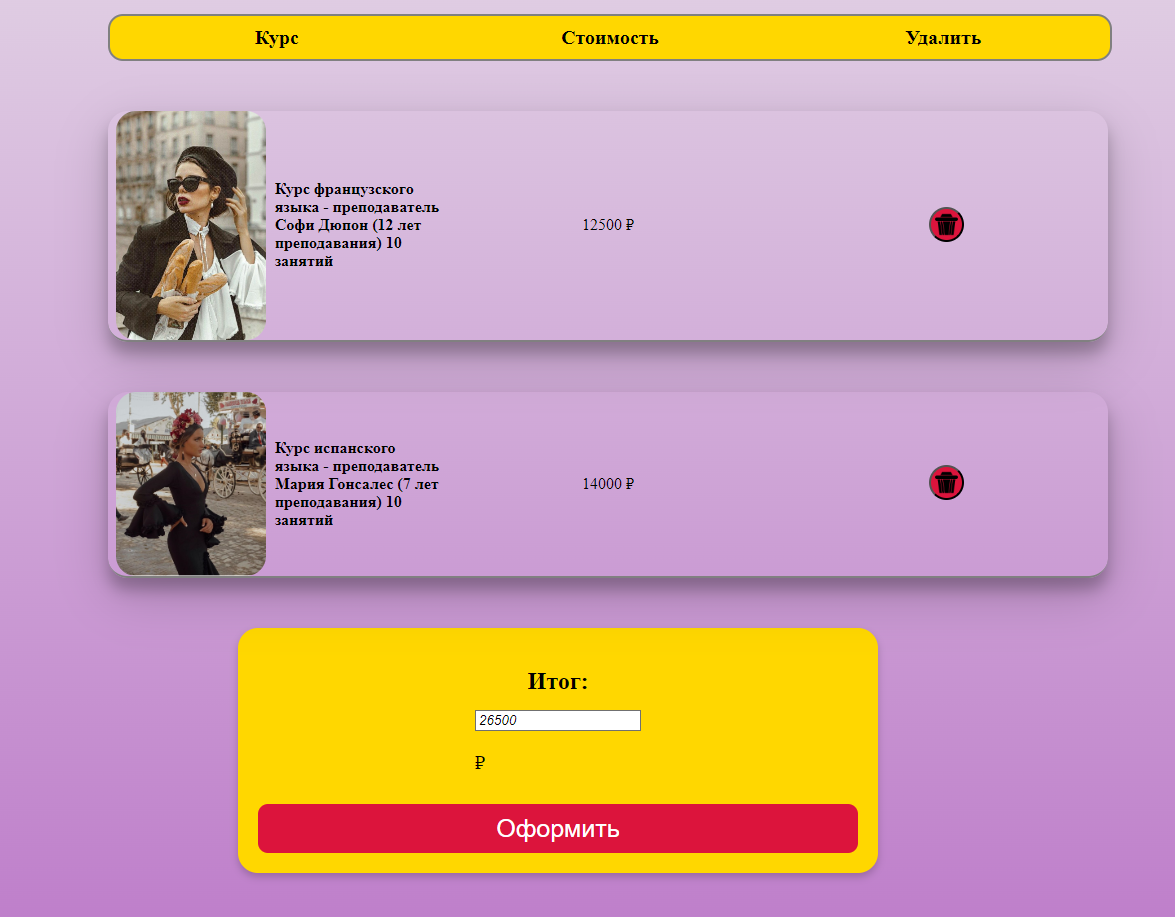 Курс Стоимость Удалить
Курс французского
языка - преподаватель
Софи Дюпон (12 лет
преподавания) 10
занятий
12500 ₽
Курс испанского
языка - преподаватель
Мария Гонсалес (7 лет
преподавания) 10
занятий
14000 ₽
Итог:
26500
₽
Оформить